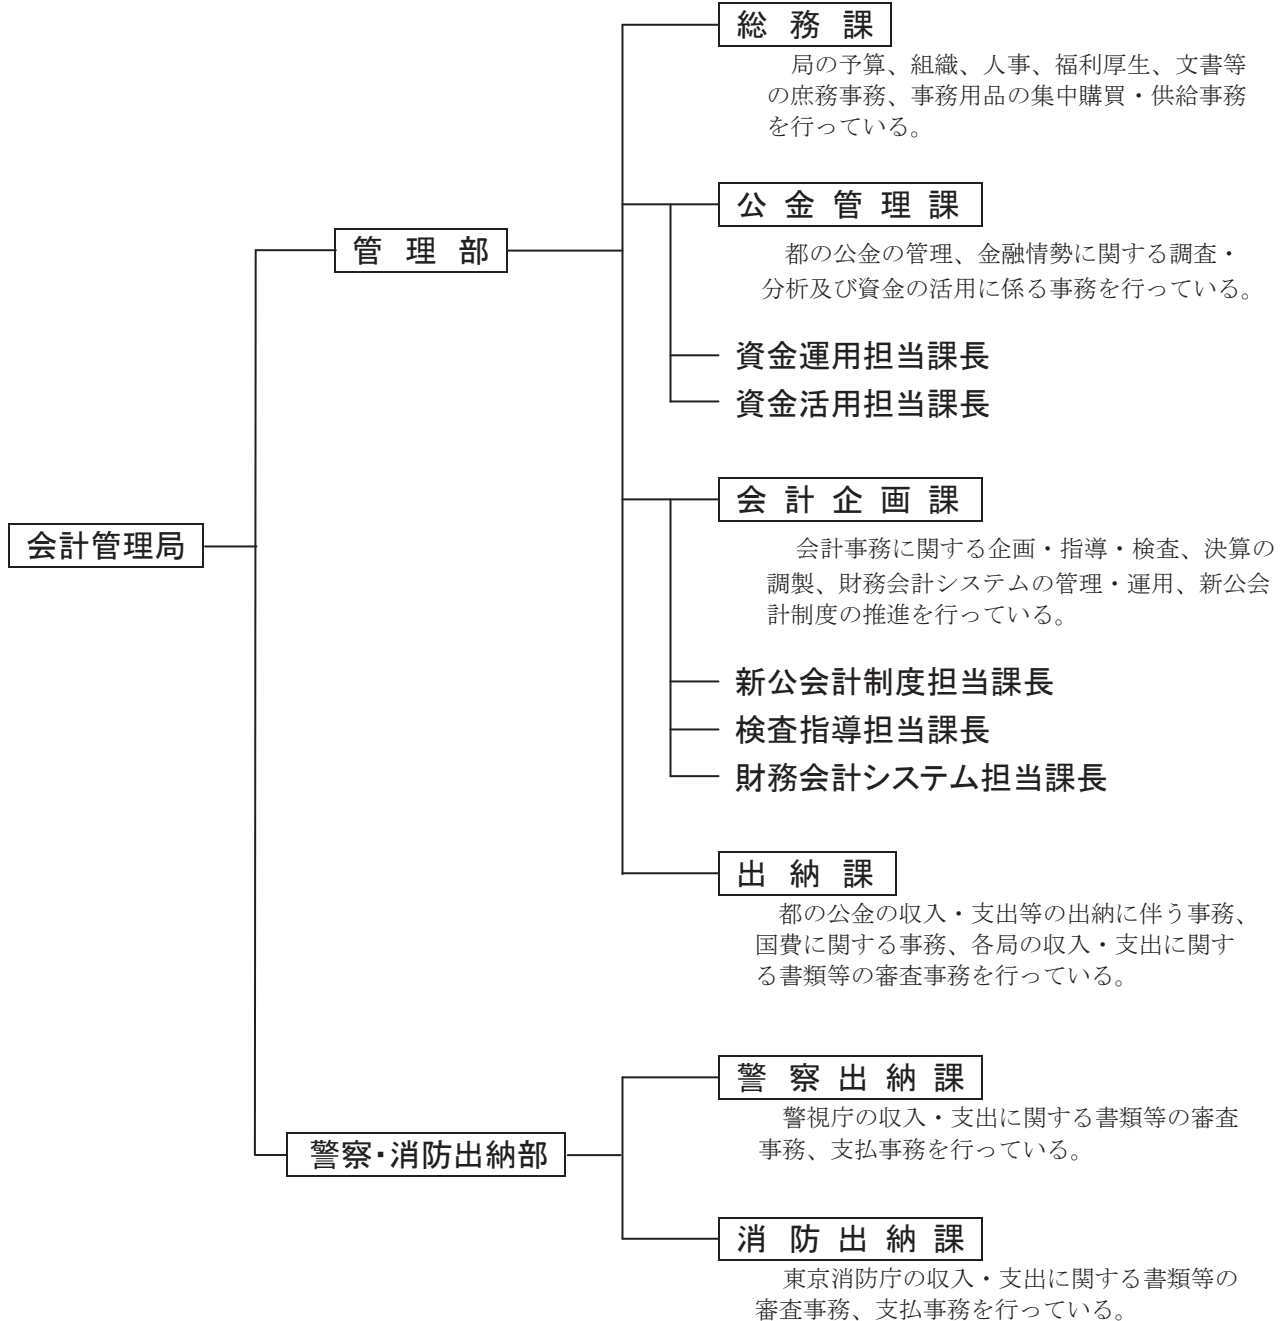 総務課
局の予算、組織、人事、福利厚生、文書等
の庶務事務、事務用品の集中購買・供給事務
を行っている。
公金管理課
管理部
都の公金の管理、金融情勢に関する調査・
分析及び資金の活用に係る事務を行っている。
資金運用担当課長
資金活用担当課長
会計企画課
会計管理局
会計事務に関する企画・指導・検査、決算の
調製、財務会計システムの管理・運用、新公会
計制度の推進を行っている。
新公会計制度担当課長
検査指導担当課長
財務会計システム担当課長
出納課
都の公金の収入・支出等の出納に伴う事務、
国費に関する事務、各局の収入・支出に関す
る書類等の審査事務を行っている。
警察出納課
警視庁の収入・支出に関する書類等の審査
事務、支払事務を行っている。
警察・消防出納部
消防出納課
東京消防庁の収入・支出に関する書類等の
審査事務、支払事務を行っている。